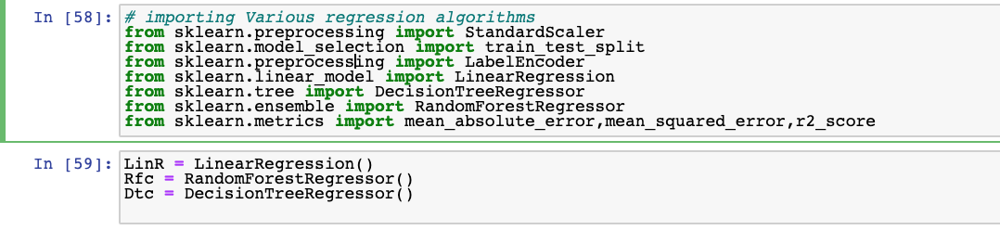 In [58]: # importing Various regression algorithms
from sklearn.preprocessing import StandardScaler
from sklearn.model_selection import train_test_split
from sklearn.preprocessing import LabelEncoder
from sklearn.linear_model import LinearRegression
from sklearn.tree import DecisionTreeRegressor
from sklearn.ensemble import RandomForestRegressor
from sklearn.metrics import mean_absolute_error,mean_squared_error,r2_score
In [59]: LinR = LinearRegression()
Rfc = RandomForestRegressor()
Dtc = DecisionTreeRegressor()